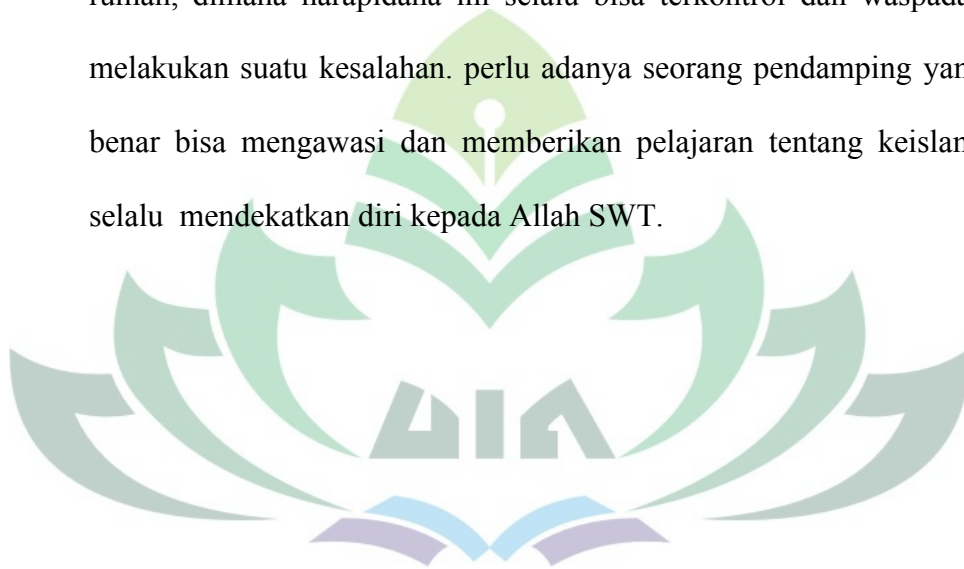 rumah, dimana narapidana ini selalu bisa terkontrol dan waspada
melakukan suatu kesalahan. perlu adanya seorang pendamping yan
benar bisa mengawasi dan memberikan pelajaran tentang keislan
selalu mendekatkan diri kepada Allah SWT.
UIN